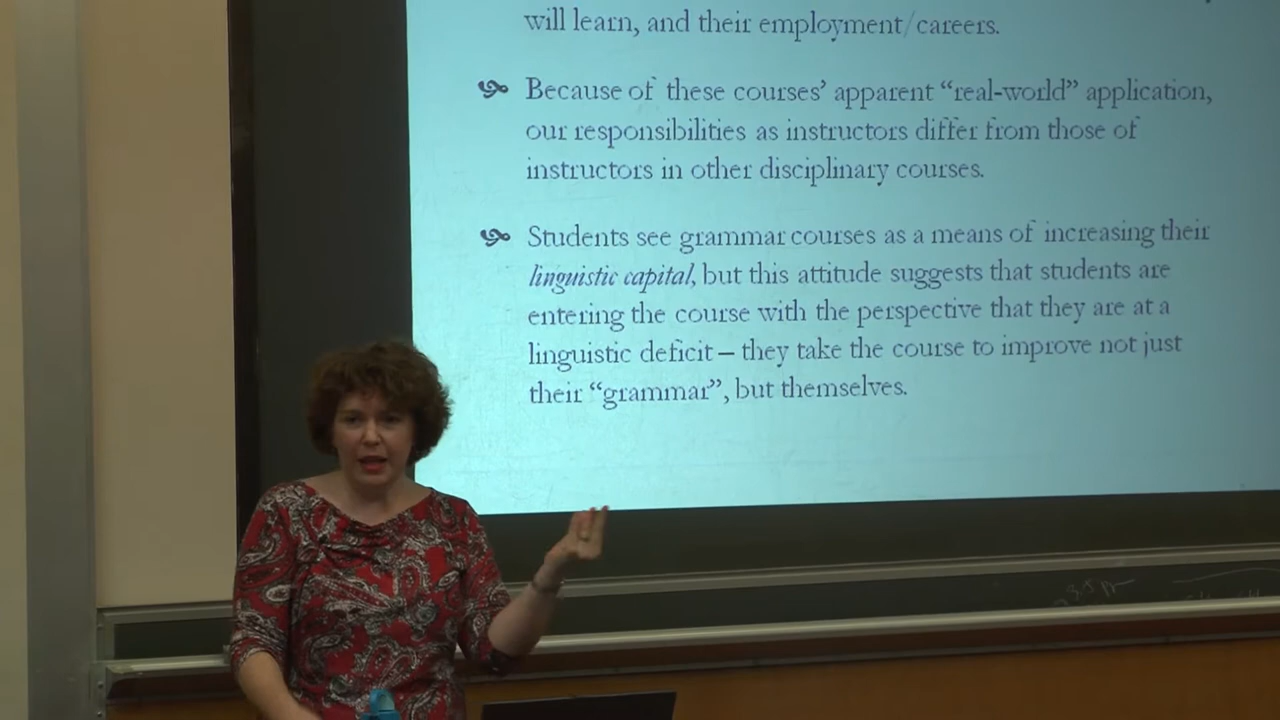 will learn, and their employment/careers.
Because of these courses’ apparent “real-world” application,
our responsibilities as instructors differ from those of
instructors in other disciplinary courses.
Students see grammar courses as a means of increasing their
linguistic capital, but this attitude suggests that students are
entering the course with the perspective that they are at a
linguistic deficit – they take the course to improve not just
their “grammar”, but themselves.